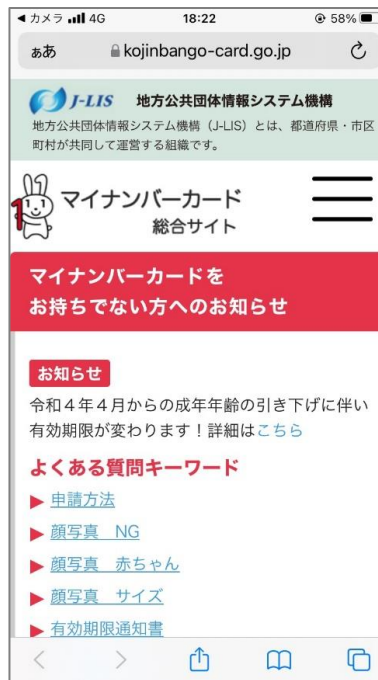 ◀ カメラ 4G 18:22 58%
ぁあ kojinbango-card.go.jp
J-LIS 地方公共団体情報システム機構
地方公共団体情報システム機構（J-LIS）とは、都道府県・市区
町村が共同して運営する組織です。
1 マイナンバーカード
総合サイト
マイナンバーカードを
お持ちでない方へのお知らせ
お知らせ
令和４年４月からの成年年齢の引き下げに伴い
有効期限が変わります！詳細はこちら
よくある質問キーワード
▶ 申請方法
▶ 顔写真　NG
▶ 顔写真　赤ちゃん
▶ 顔写真　サイズ
▶ 有効期限通知書